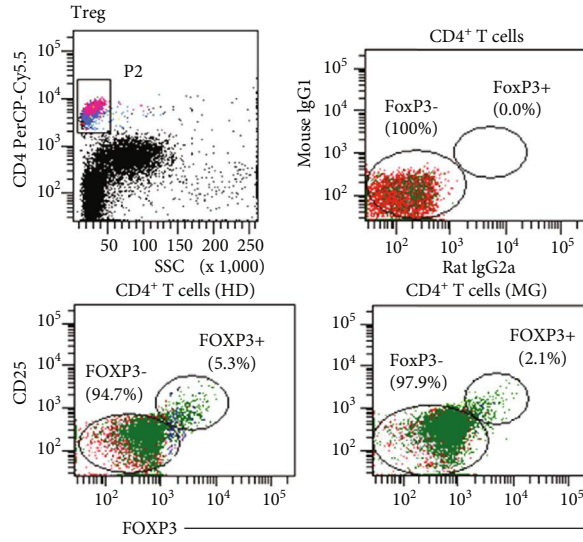 Treg
CD4 PerCP-Cy5.5
10⁵
10⁴
10³
10²
P2
50 100 150 200 250
SSC (x 1,000)
CD4⁺ T cells
Mouse lgG1
10⁵
10⁴
10³
10²
FoxP3-
(100%)
FoxP3+
(0.0%)
10² 10³ 10⁴ 10⁵
Rat lgG2a
CD4⁺ T cells (HD)
CD25
10⁵
10⁴
10³
10²
FOXP3-
(94.7%)
FOXP3+
(5.3%)
10² 10³ 10⁴ 10⁵
CD4⁺ T cells (MG)
10⁵
10⁴
10³
10²
FoxP3-
(97.9%)
FOXP3+
(2.1%)
10² 10³ 10⁴ 10⁵
FOXP3